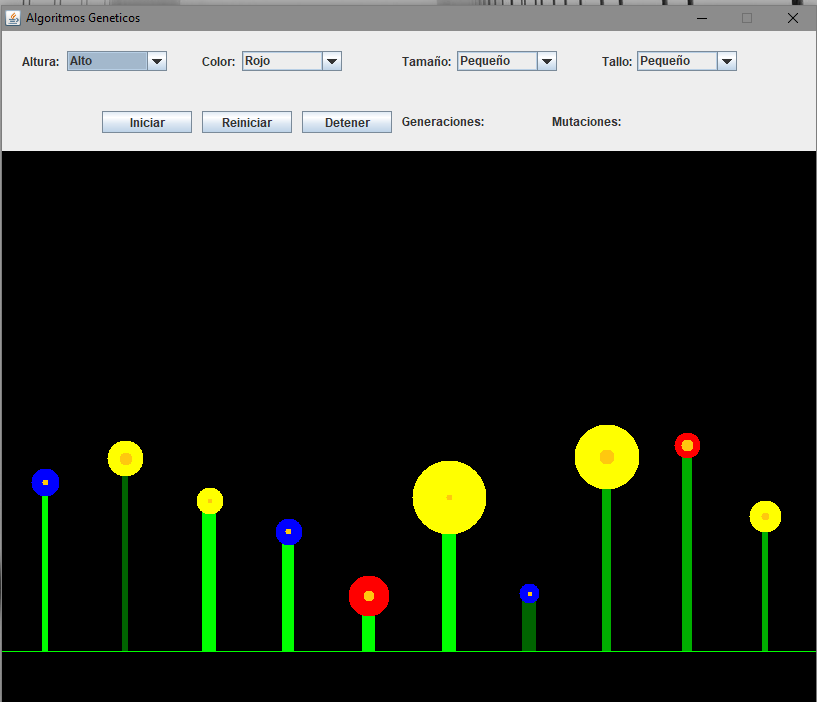 Algoritmos Geneticos
Altura: Alto Color: Rojo Tamaño: Pequeño Tallo: Pequeño
Iniciar Reiniciar Detener Generaciones: Mutaciones: